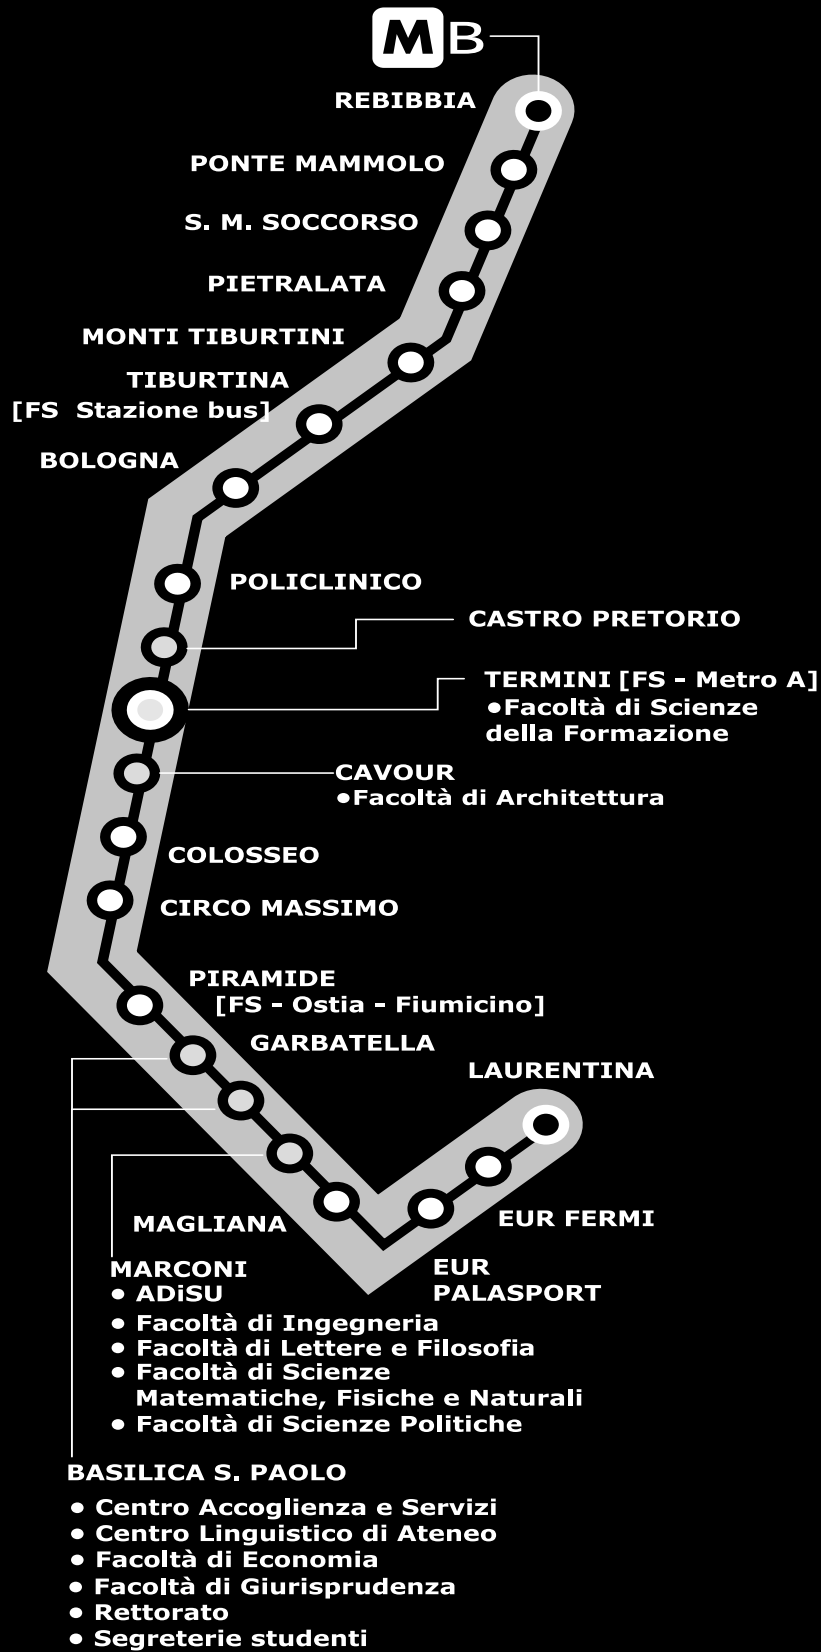 MB
REBIBBIA
PONTE MAMMOLO
S. M. SOCCORSO
PIETRALATA
MONTI TIBURTINI
TIBURTINA
[FS Stazione bus]
BOLOGNA
POLICLINICO
CASTRO PRETORIO
TERMINI [FS - Metro A]
•Facoltà di Scienze
della Formazione
CAVOUR
•Facoltà di Architettura
COLOSSEO
CIRCO MASSIMO
PIRAMIDE
[FS - Ostia - Fiumicino]
GARBATELLA
LAURENTINA
MAGLIANA
EUR FERMI
EUR
PALASPORT
MARCONI
• ADiSU
• Facoltà di Ingegneria
• Facoltà di Lettere e Filosofia
• Facoltà di Scienze
Matematiche, Fisiche e Naturali
• Facoltà di Scienze Politiche
BASILICA S. PAOLO
• Centro Accoglienza e Servizi
• Centro Linguistico di Ateneo
• Facoltà di Economia
• Facoltà di Giurisprudenza
• Rettorato
• Segreterie studenti